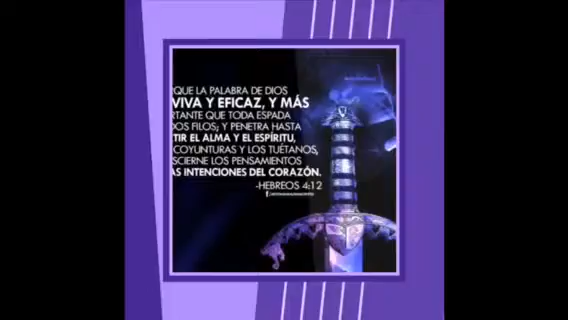 RQUE LA PALABRA DE DIOS
VIVA Y EFICAZ, Y MÁS
RTANTE QUE TODA ESPADA
DOS FILOS; Y PENETRA HASTA
TIR EL ALMA Y EL ESPÍRITU,
COYUNTURAS Y LOS TUÉTANOS,
SCIERNE LOS PENSAMIENTOS
AS INTENCIONES DEL CORAZÓN.
-HEBREOS 4:12